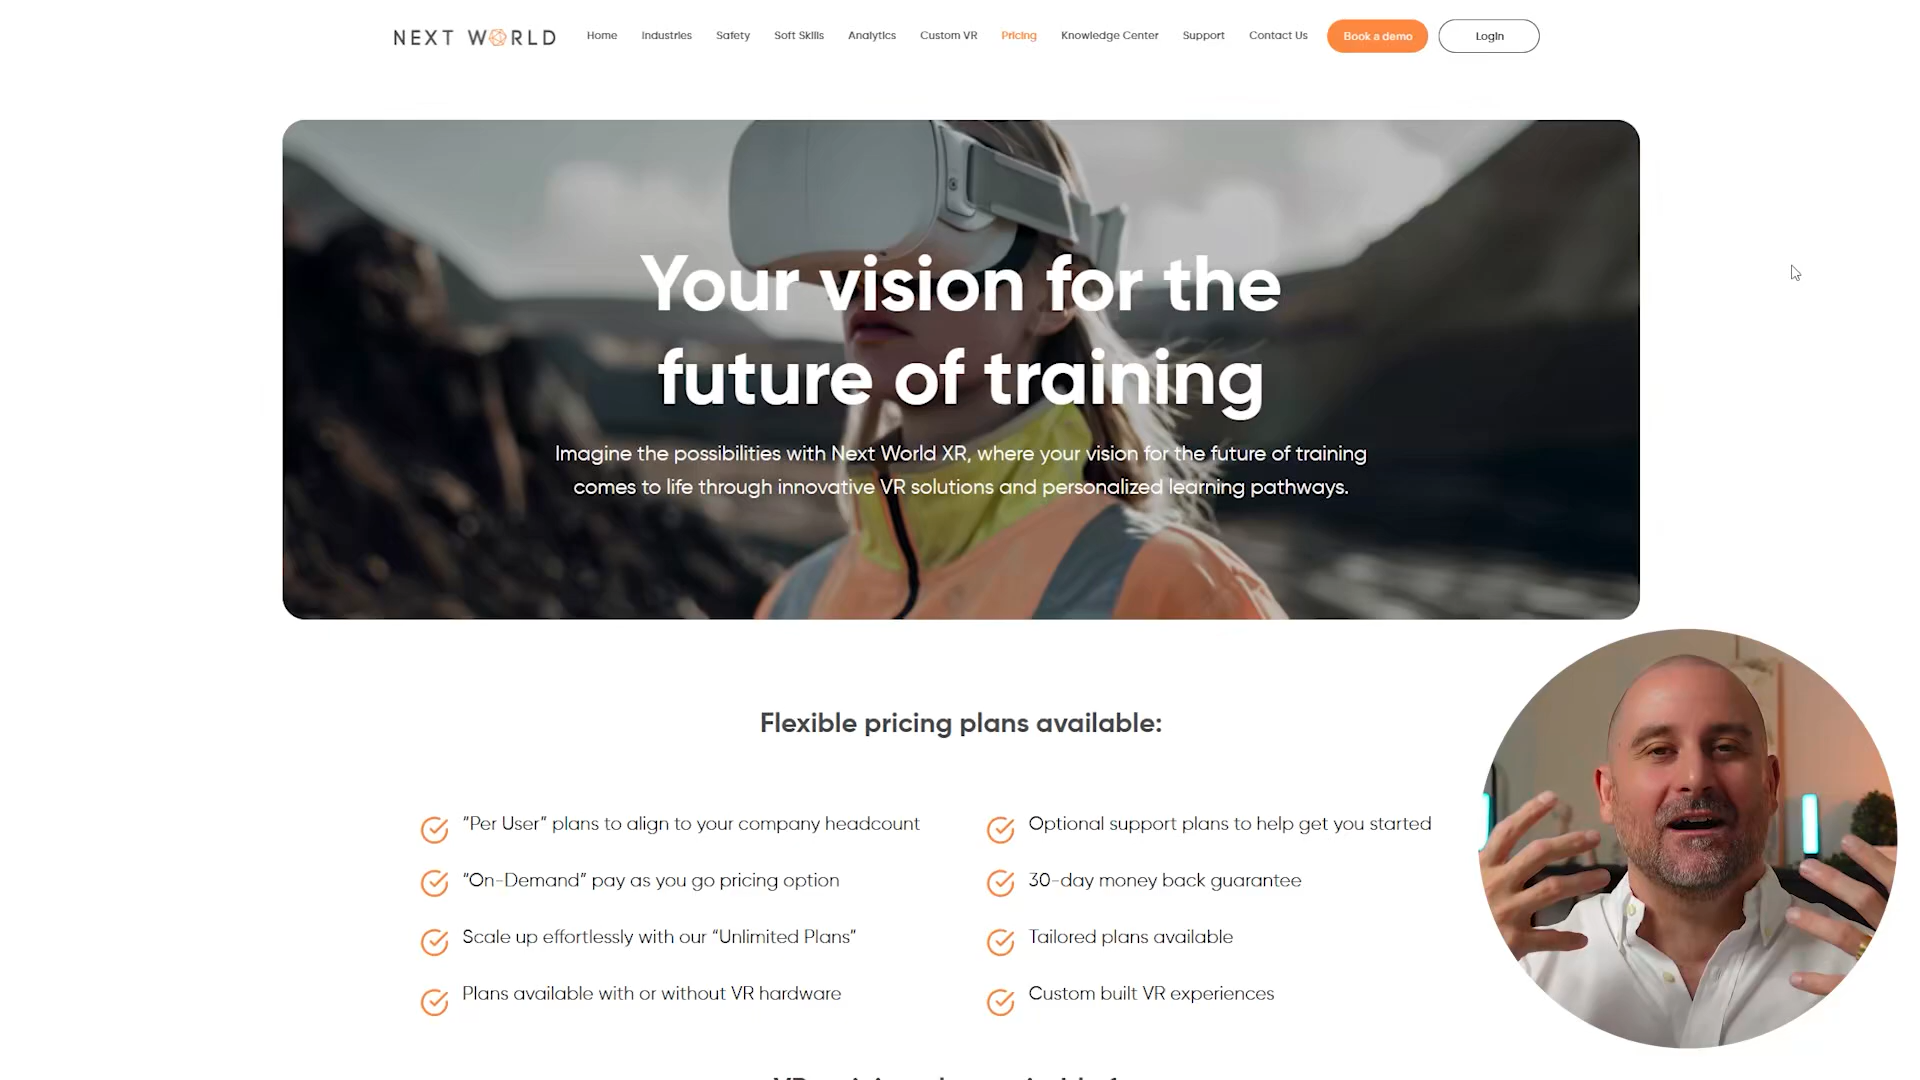 NEXT WORLD
Home
Industries
Safety
Soft Skills
Analytics
Custom VR
Pricing
Knowledge Center
Support
Contact Us
Book a demo
Login
Your vision for the
future of training
Imagine the possibilities with Next World XR, where your vision for the future of training
comes to life through innovative VR solutions and personalized learning pathways.
Flexible pricing plans available:
“Per User” plans to align to your company headcount
“On-Demand” pay as you go pricing option
Scale up effortlessly with our “Unlimited Plans”
Plans available with or without VR hardware
Optional support plans to help get you started
30-day money back guarantee
Tailored plans available
Custom built VR experiences